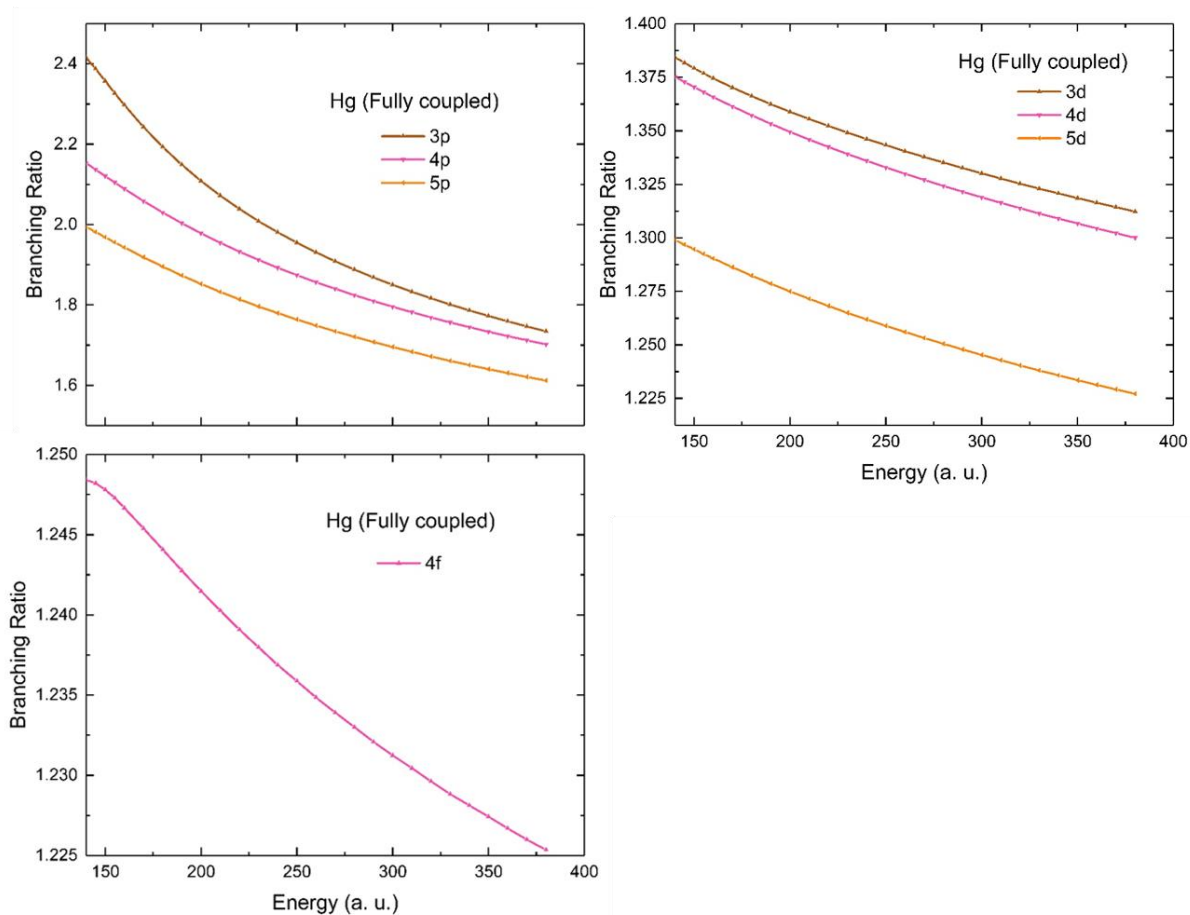 2.4
2.2
2.0
1.8
1.6
Branching Ratio
Hg (Fully coupled)
3p
4p
5p
1.400
1.375
1.350
1.325
1.300
1.275
1.250
1.225
Branching Ratio
Hg (Fully coupled)
3d
4d
5d
150 200 250 300 350 400
Energy (a. u.)
1.250
1.245
1.240
1.235
1.230
1.225
Branching Ratio
Hg (Fully coupled)
4f
150 200 250 300 350 400
Energy (a. u.)